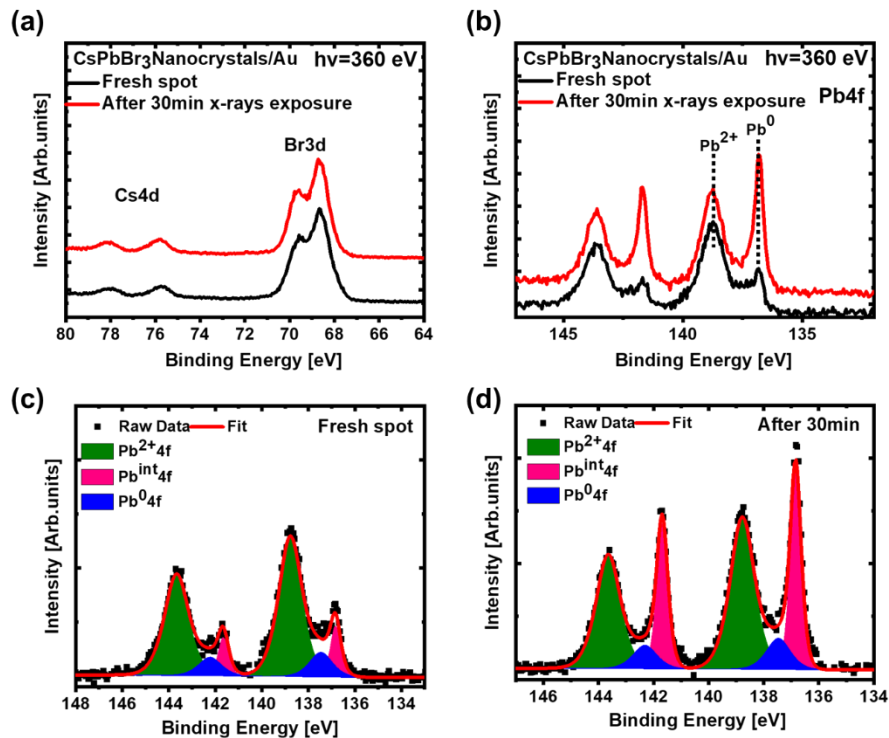 (a)
CsPbBr3Nanocrystals/Au hν=360 eV
Fresh spot
After 30min x-rays exposure
Br3d
Cs4d
Intensity [Arb.units]
80 78 76 74 72 70 68 66 64
Binding Energy [eV]
(b)
CsPbBr3Nanocrystals/Au hν=360 eV
Fresh spot
After 30min x-rays exposure Pb4f
Pb2+ Pb0
Intensity [Arb.units]
145 140 135
Binding Energy [eV]
(c)
Raw Data Fit Fresh spot
Pb2+4f
Pbint4f
Pb04f
Intensity [Arb.units]
148 146 144 142 140 138 136 134
Binding Energy [eV]
(d)
Raw Data Fit After 30min
Pb2+4f
Pbint4f
Pb04f
Intensity [Arb.units]
146 144 142 140 138 136 134
Binding Energy [eV]